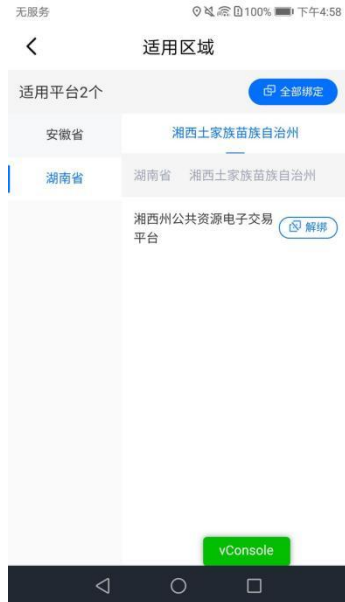 无服务 100% 下午4:58
适用区域
适用平台2个 全部绑定
安徽省 湘西土家族苗族自治州
湖南省 湖南省 湘西土家族苗族自治州
湘西州公共资源电子交易
平台
解绑
vConsole